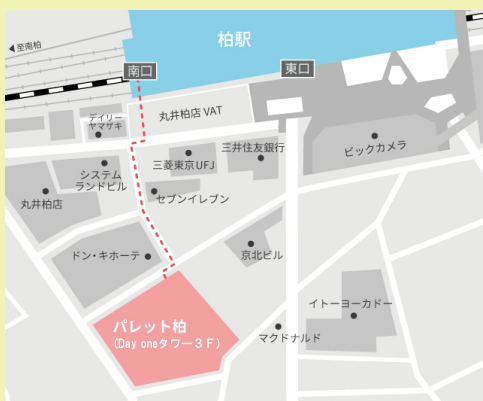 柏駅
◀至南柏
南口
東口
丸井柏店 VAT
デイリー
ヤマザキ
三井住友銀行
ビックカメラ
三菱東京UFJ
システム
ランドビル
セブンイレブン
丸井柏店
ドン・キホーテ
京北ビル
イトーヨーカドー
パレット柏
(Day oneタワー3F)
マクドナルド